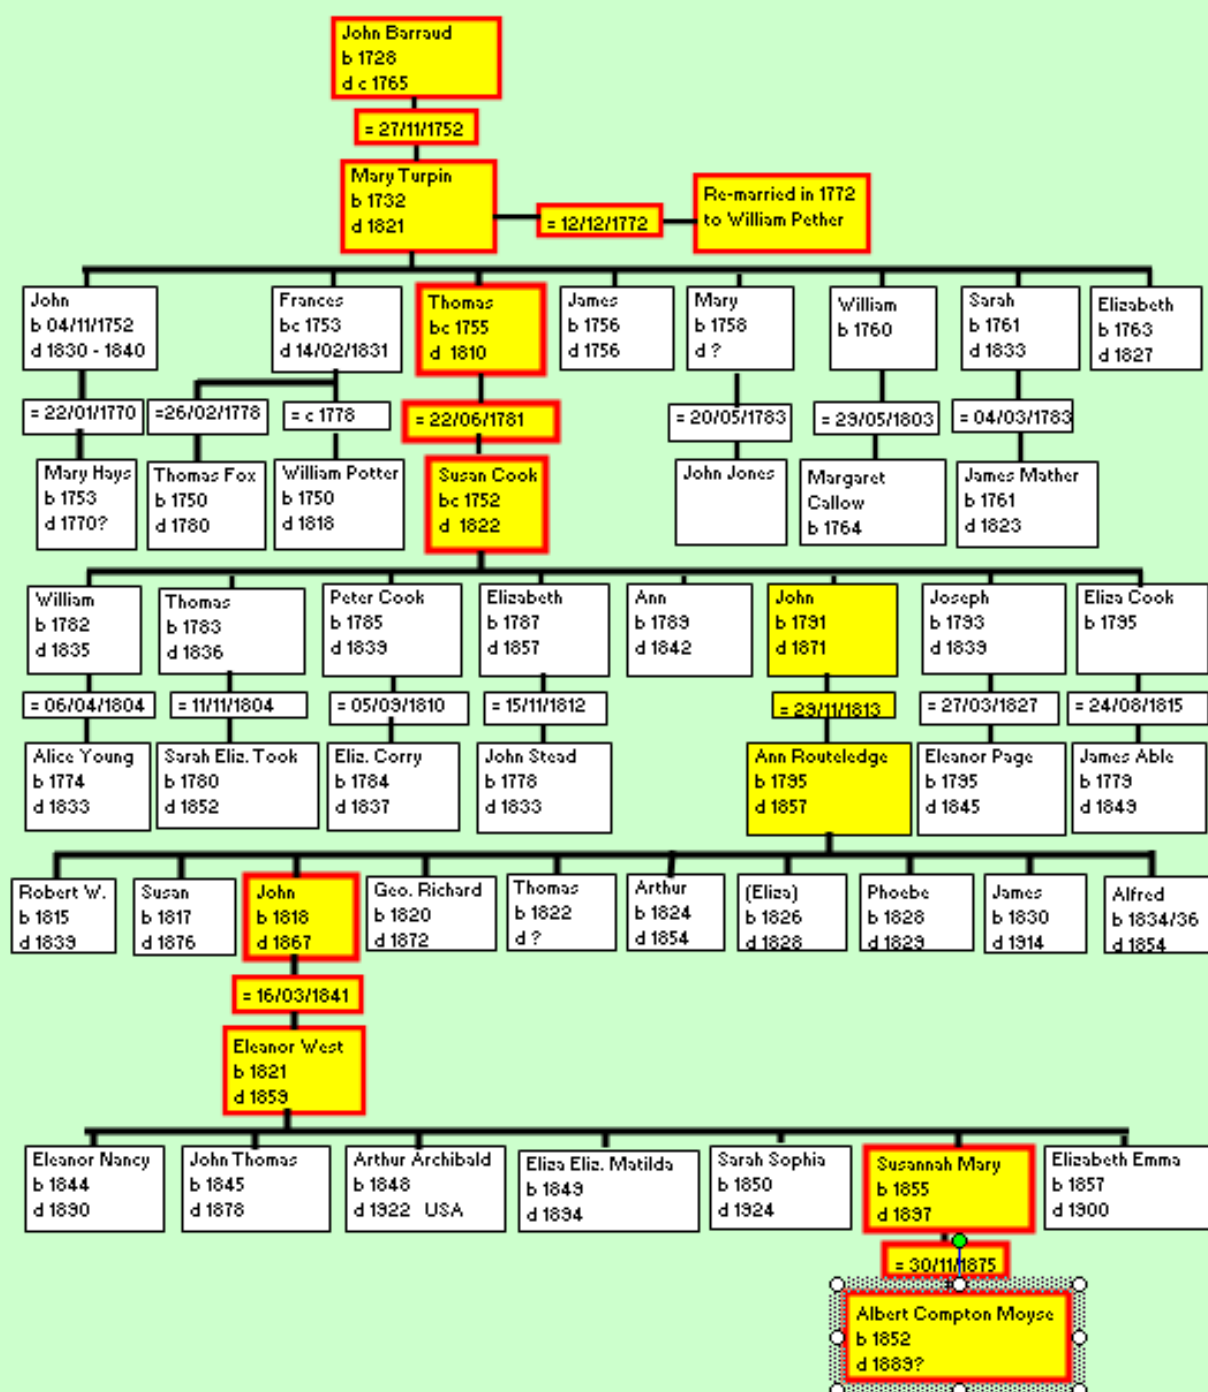 John Barraud
b 1728
d c 1765
= 27/11/1752
Mary Turpin
b 1732
d 1821
= 12/12/1772
Re-married in 1772
to William Pether
John
b 04/11/1752
d 1830 - 1840
Frances
bc 1753
d 14/02/1831
Thomas
bc 1755
d 1810
James
b 1756
d 1756
Mary
b 1758
d ?
William
b 1760
Sarah
b 1761
d 1833
Elizabeth
b 1763
d 1827
= 22/01/1770
=26/02/1778
= c 1778
= 22/06/1781
= 20/05/1783
= 29/05/1803
= 04/03/1783
Mary Hays
b 1753
d 1770?
Thomas Fox
b 1750
d 1780
William Potter
b 1750
d 1818
Susan Cook
bc 1752
d 1822
John Jones
Margaret
Callow
b 1764
James Mather
b 1761
d 1823
William
b 1782
d 1835
Thomas
b 1783
d 1836
Peter Cook
b 1785
d 1839
Elizabeth
b 1787
d 1857
Ann
b 1789
d 1842
John
b 1791
d 1871
Joseph
b 1793
d 1839
Eliza Cook
b 1795
= 06/04/1804
= 11/11/1804
= 05/09/1810
= 15/11/1812
= 29/11/1813
= 27/03/1827
= 24/08/1815
Alice Young
b 1774
d 1833
Sarah Eliz. Took
b 1780
d 1852
Eliz. Corry
b 1784
d 1837
John Stead
b 1778
d 1833
Ann Routeledge
b 1795
d 1857
Eleanor Page
b 1795
d 1845
James Able
b 1779
d 1849
Robert W.
b 1815
d 1839
Susan
b 1817
d 1876
John
b 1818
d 1867
Geo. Richard
b 1820
d 1872
Thomas
b 1822
d ?
Arthur
b 1824
d 1854
(Eliza)
b 1826
d 1828
Phoebe
b 1828
d 1829
James
b 1830
d 1914
Alfred
b 1834/36
d 1854
= 16/03/1841
Eleanor West
b 1821
d 1859
Eleanor Nancy
b 1844
d 1890
John Thomas
b 1845
d 1878
Arthur Archibald
b 1848
d 1922 USA
Eliza Eliz. Matilda
b 1849
d 1894
Sarah Sophia
b 1850
d 1924
Susannah Mary
b 1855
d 1897
Elizabeth Emma
b 1857
d 1900
= 30/11/1875
Albert Compton Moyse
b 1852
d 1889?